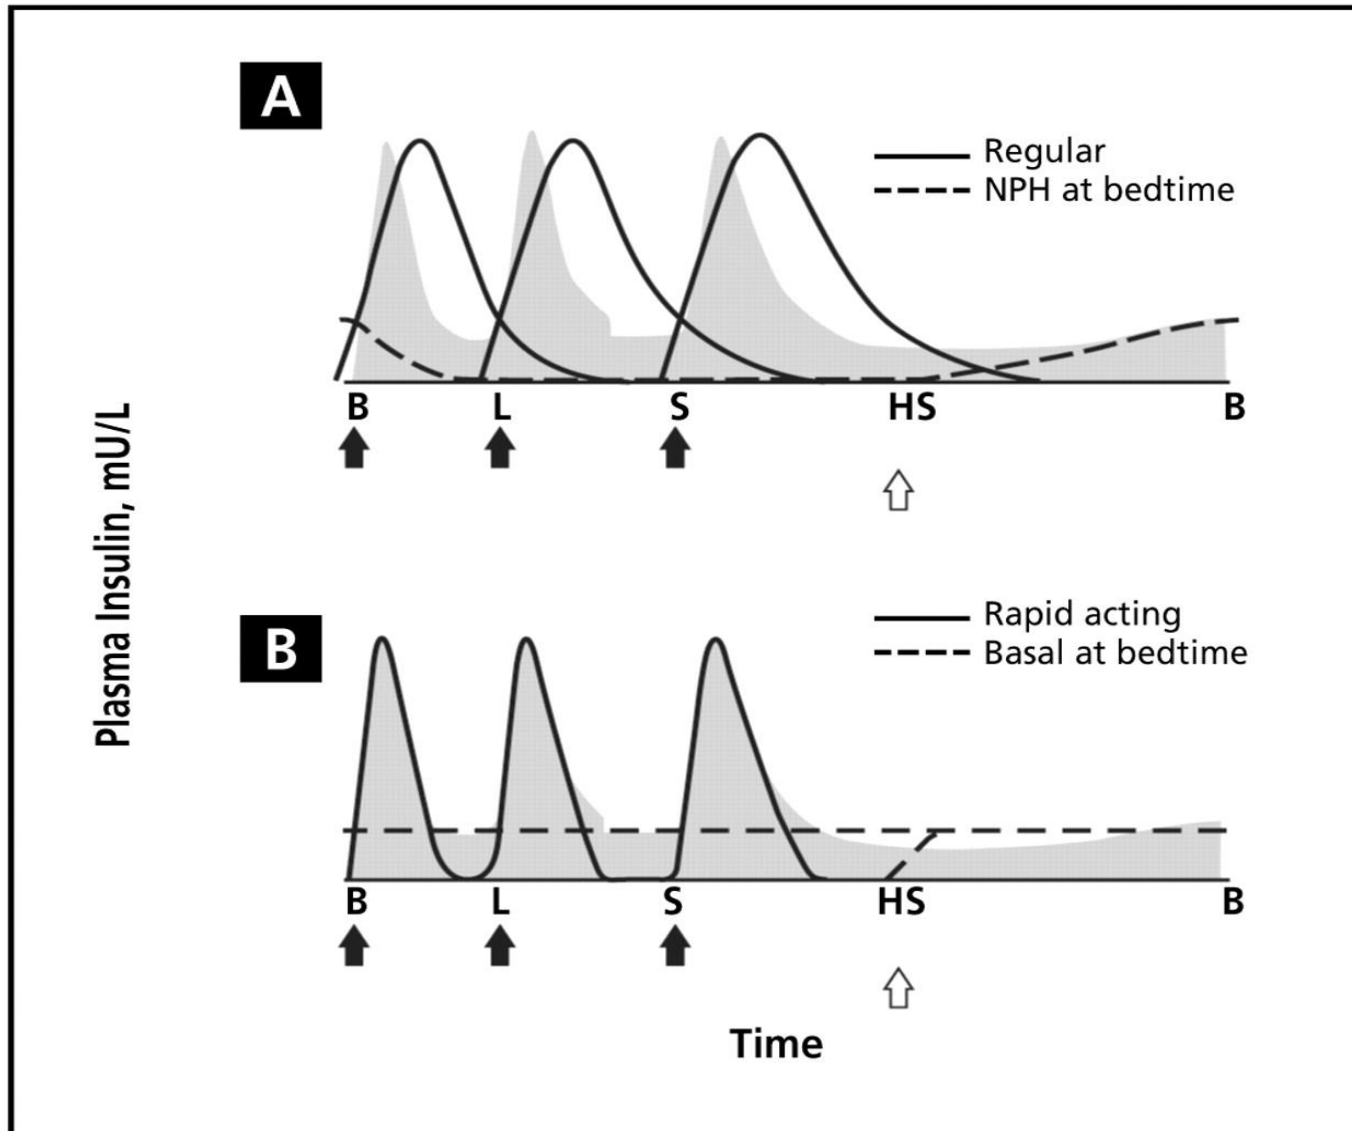 A
Regular
NPH at bedtime
B L S HS B
Plasma Insulin, mU/L
B
Rapid acting
Basal at bedtime
B L S HS B
Time